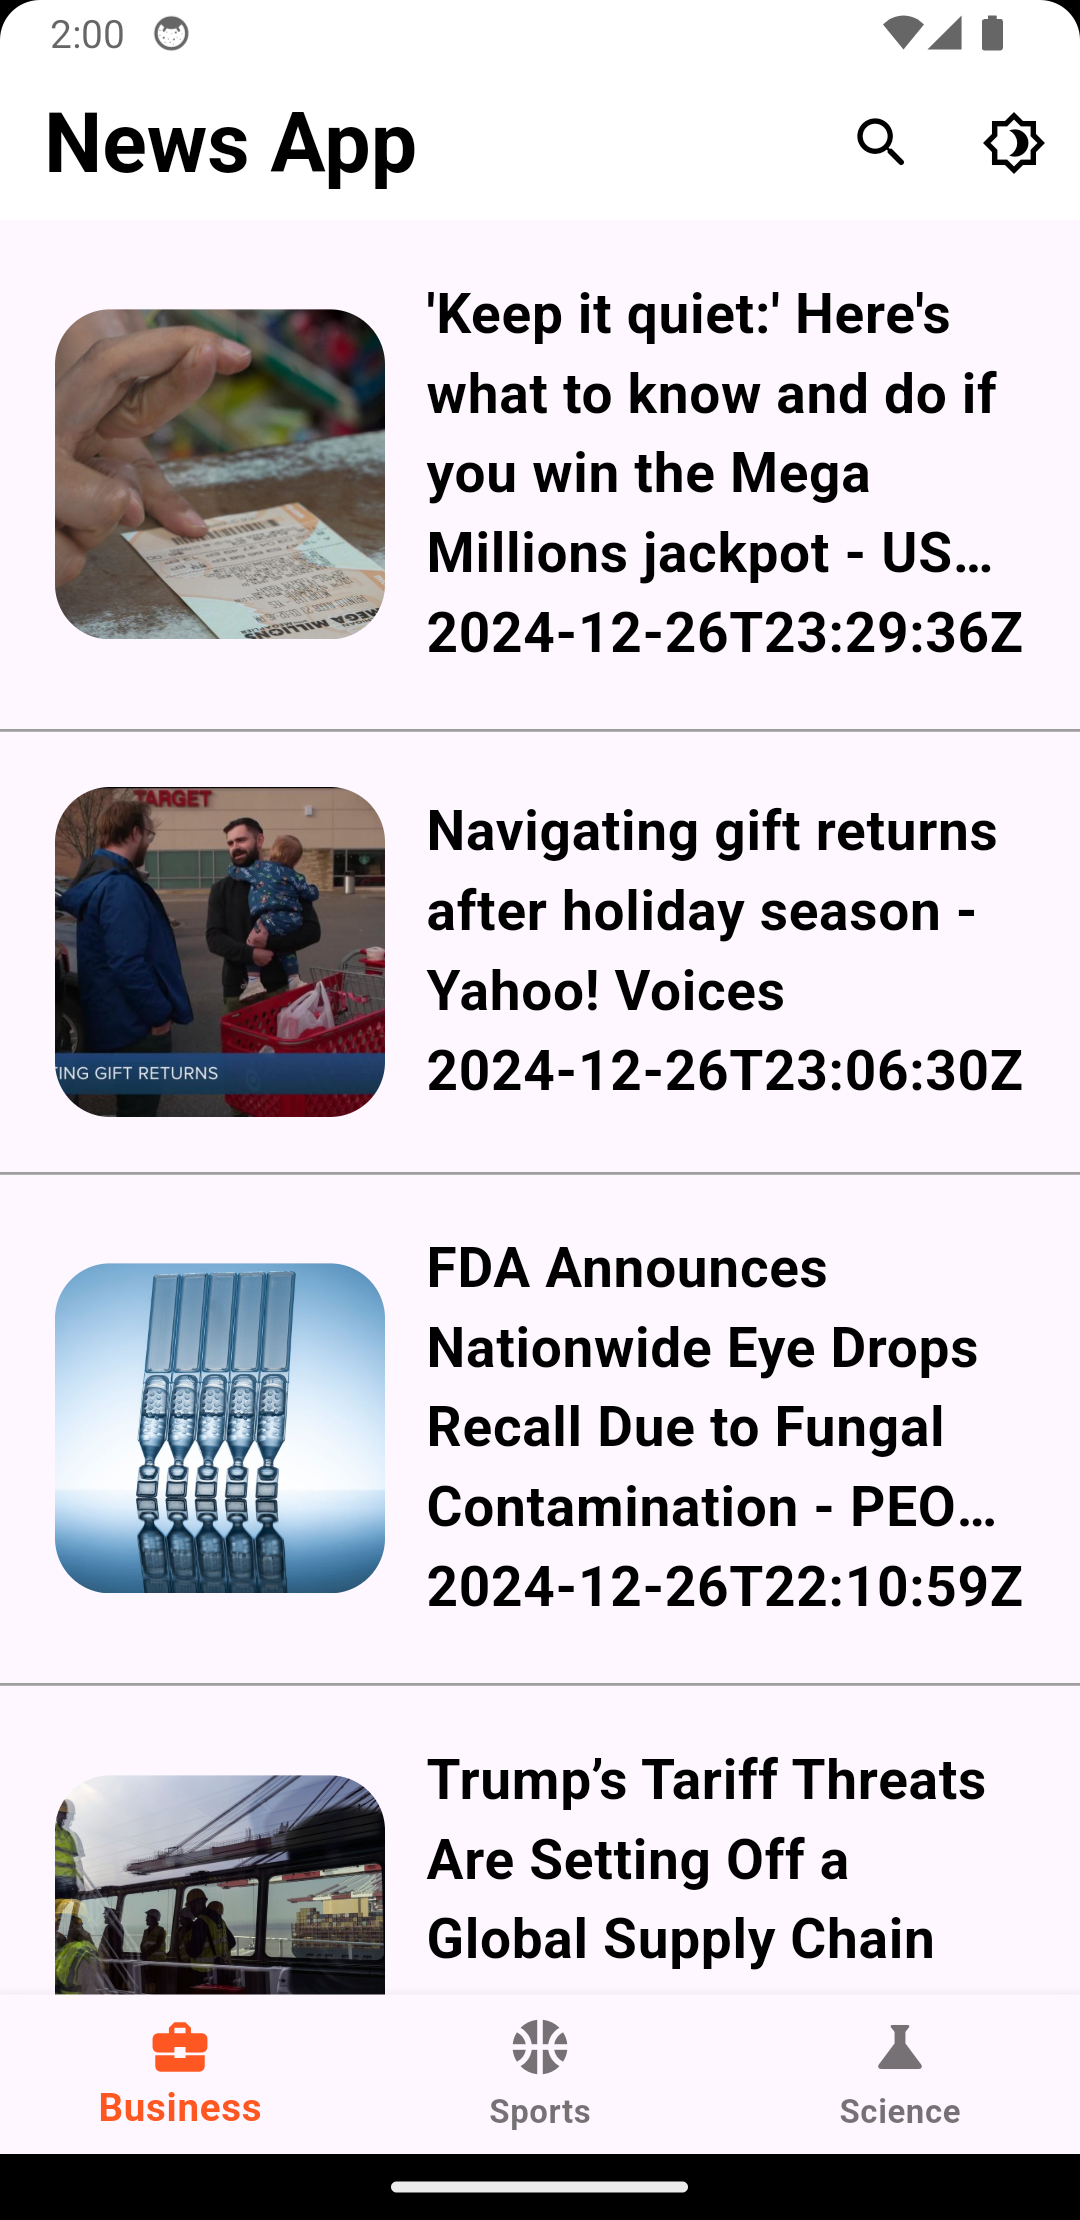 2:00
News App
'Keep it quiet:' Here's
what to know and do if
you win the Mega
Millions jackpot - US…
2024-12-26T23:29:36Z
MEGA MILLIONS
TARGET
ING GIFT RETURNS
Navigating gift returns
after holiday season -
Yahoo! Voices
2024-12-26T23:06:30Z
FDA Announces
Nationwide Eye Drops
Recall Due to Fungal
Contamination - PEO…
2024-12-26T22:10:59Z
Trump’s Tariff Threats
Are Setting Off a
Global Supply Chain
Business
Sports
Science